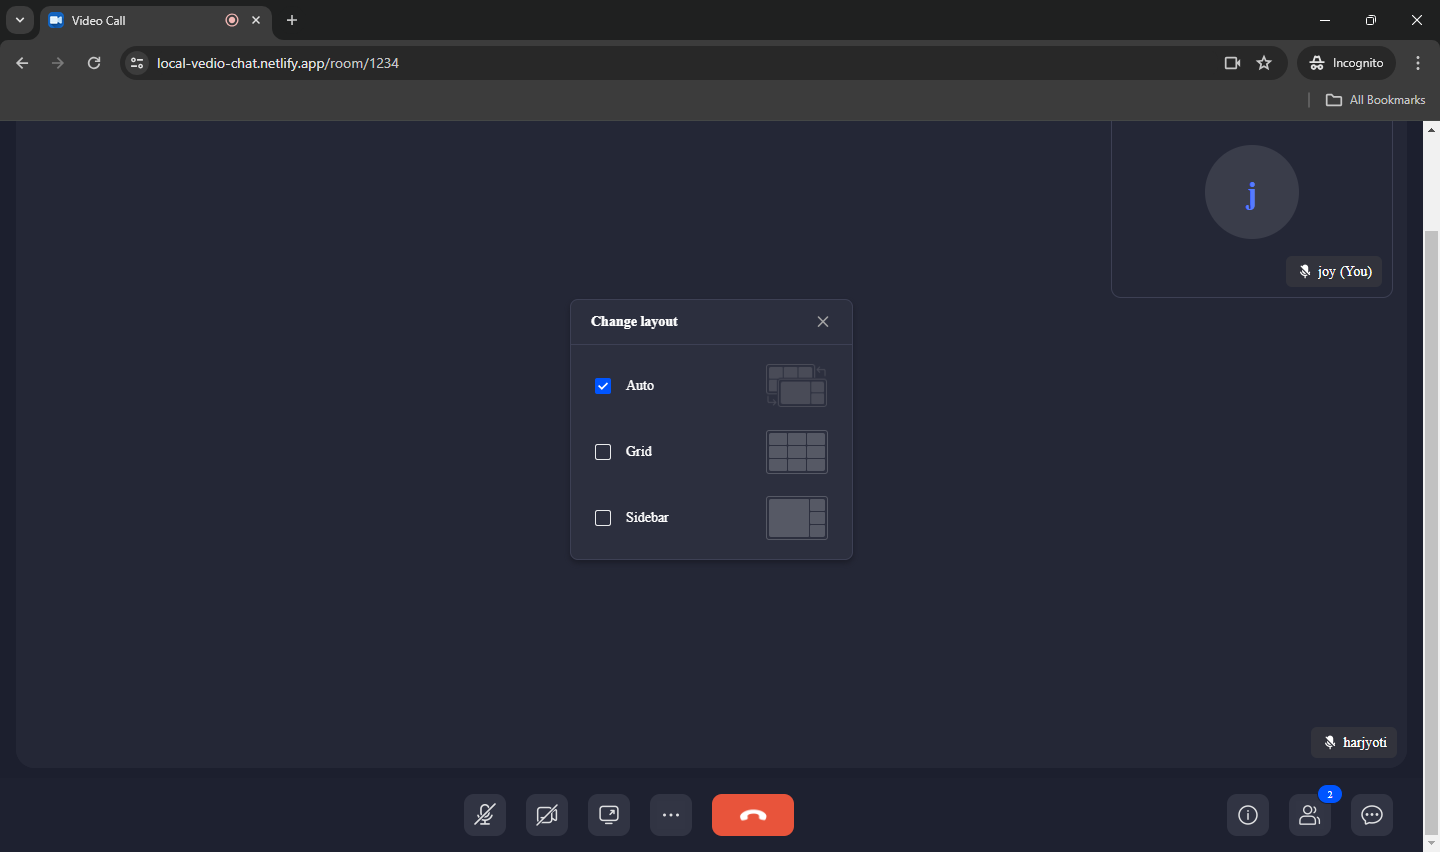 Video Call
local-vedio-chat.netlify.app/room/1234
Incognito
All Bookmarks
j
joy (You)
Change layout
Auto
Grid
Sidebar
harjyoti
2